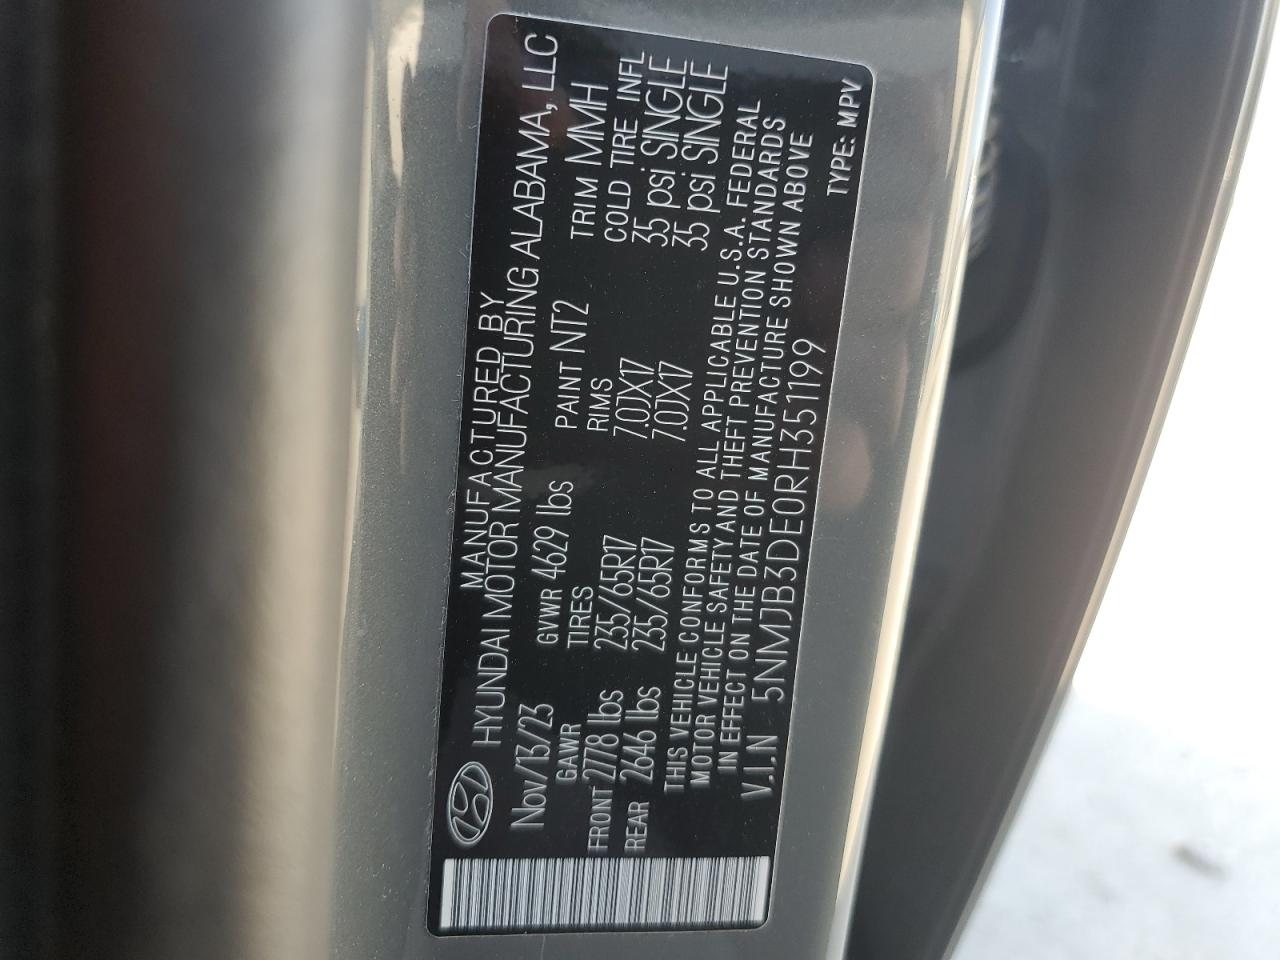 MANUFACTURED BY
HYUNDAI MOTOR MANUFACTURING ALABAMA, LLC
Nov/13/23 GVWR 4629 lbs PAINT NT2 TRIM MMH
GAWR TIRES RIMS COLD TIRE INFL
FRONT 2778 lbs 235/65R17 7.0JX17 35 psi SINGLE
REAR 2646 lbs 235/65R17 7.0JX17 35 psi SINGLE
THIS VEHICLE CONFORMS TO ALL APPLICABLE U.S.A. FEDERAL
MOTOR VEHICLE SAFETY AND THEFT PREVENTION STANDARDS
IN EFFECT ON THE DATE OF MANUFACTURE SHOWN ABOVE
V.I.N 5NMJB3DE0RH351199 TYPE: MPV